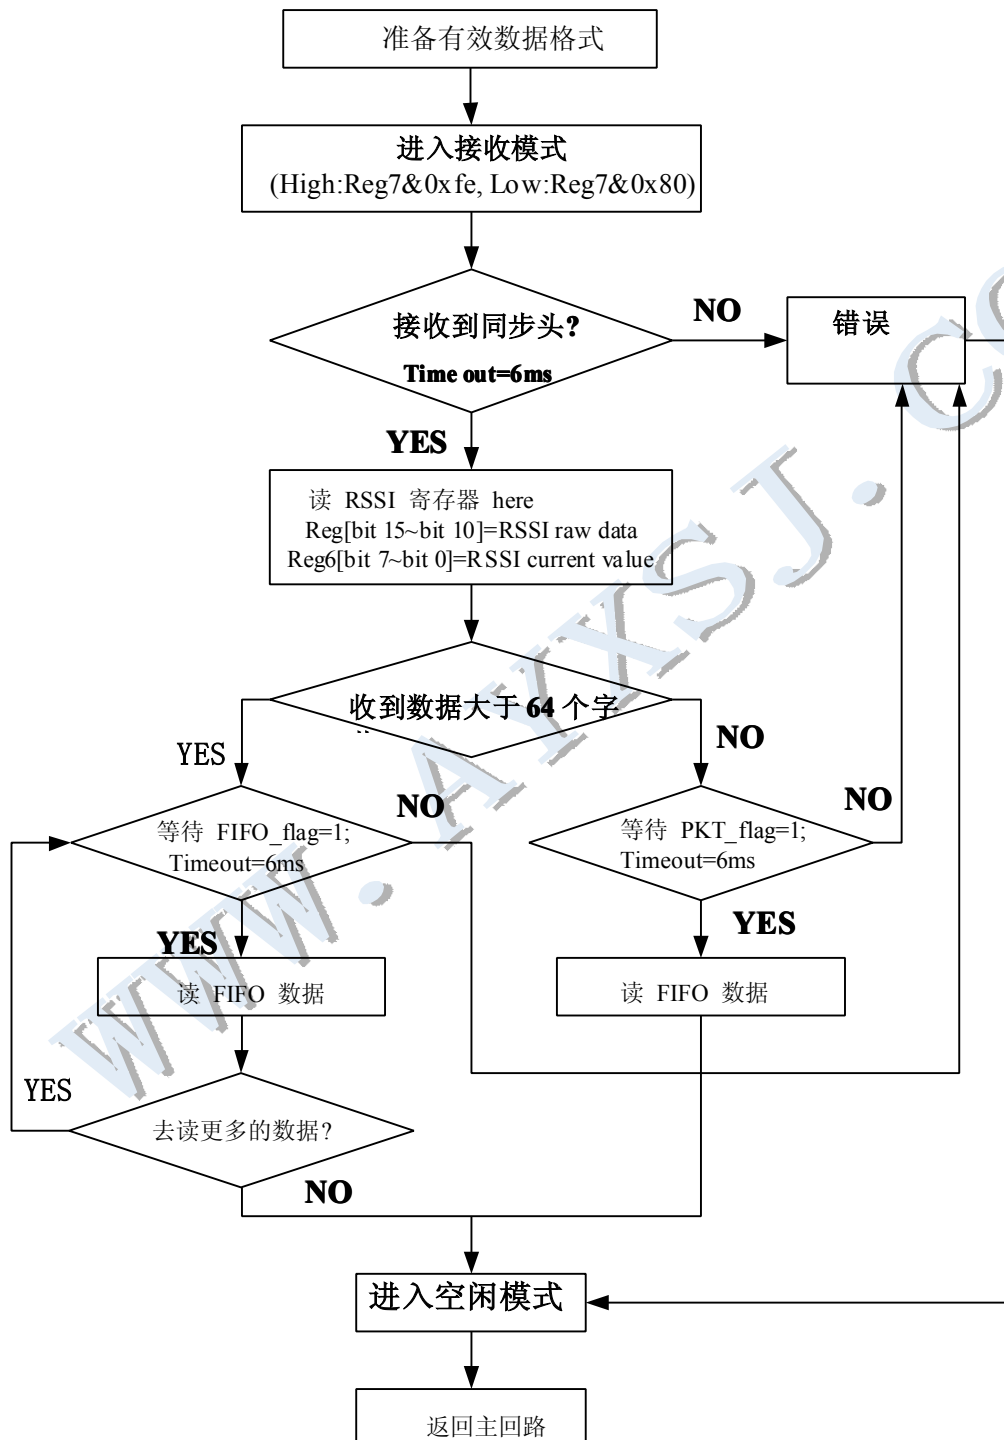 准备有效数据格式
进入接收模式
(High:Reg7&0xfe, Low:Reg7&0x80)
接收到同步头?
Time out=6ms
NO
错误
YES
读 RSSI 寄存器 here
Reg[bit 15~bit 10]=RSSI raw data
Reg6[bit 7~bit 0]=RSSI current value
收到数据大于 64 个字
YES
NO
等待 FIFO_flag=1;
Timeout=6ms
NO
等待 PKT_flag=1;
Timeout=6ms
NO
YES
读 FIFO 数据
YES
读 FIFO 数据
YES
去读更多的数据?
NO
进入空闲模式
返回主回路
WWW.AYXSJ.CO